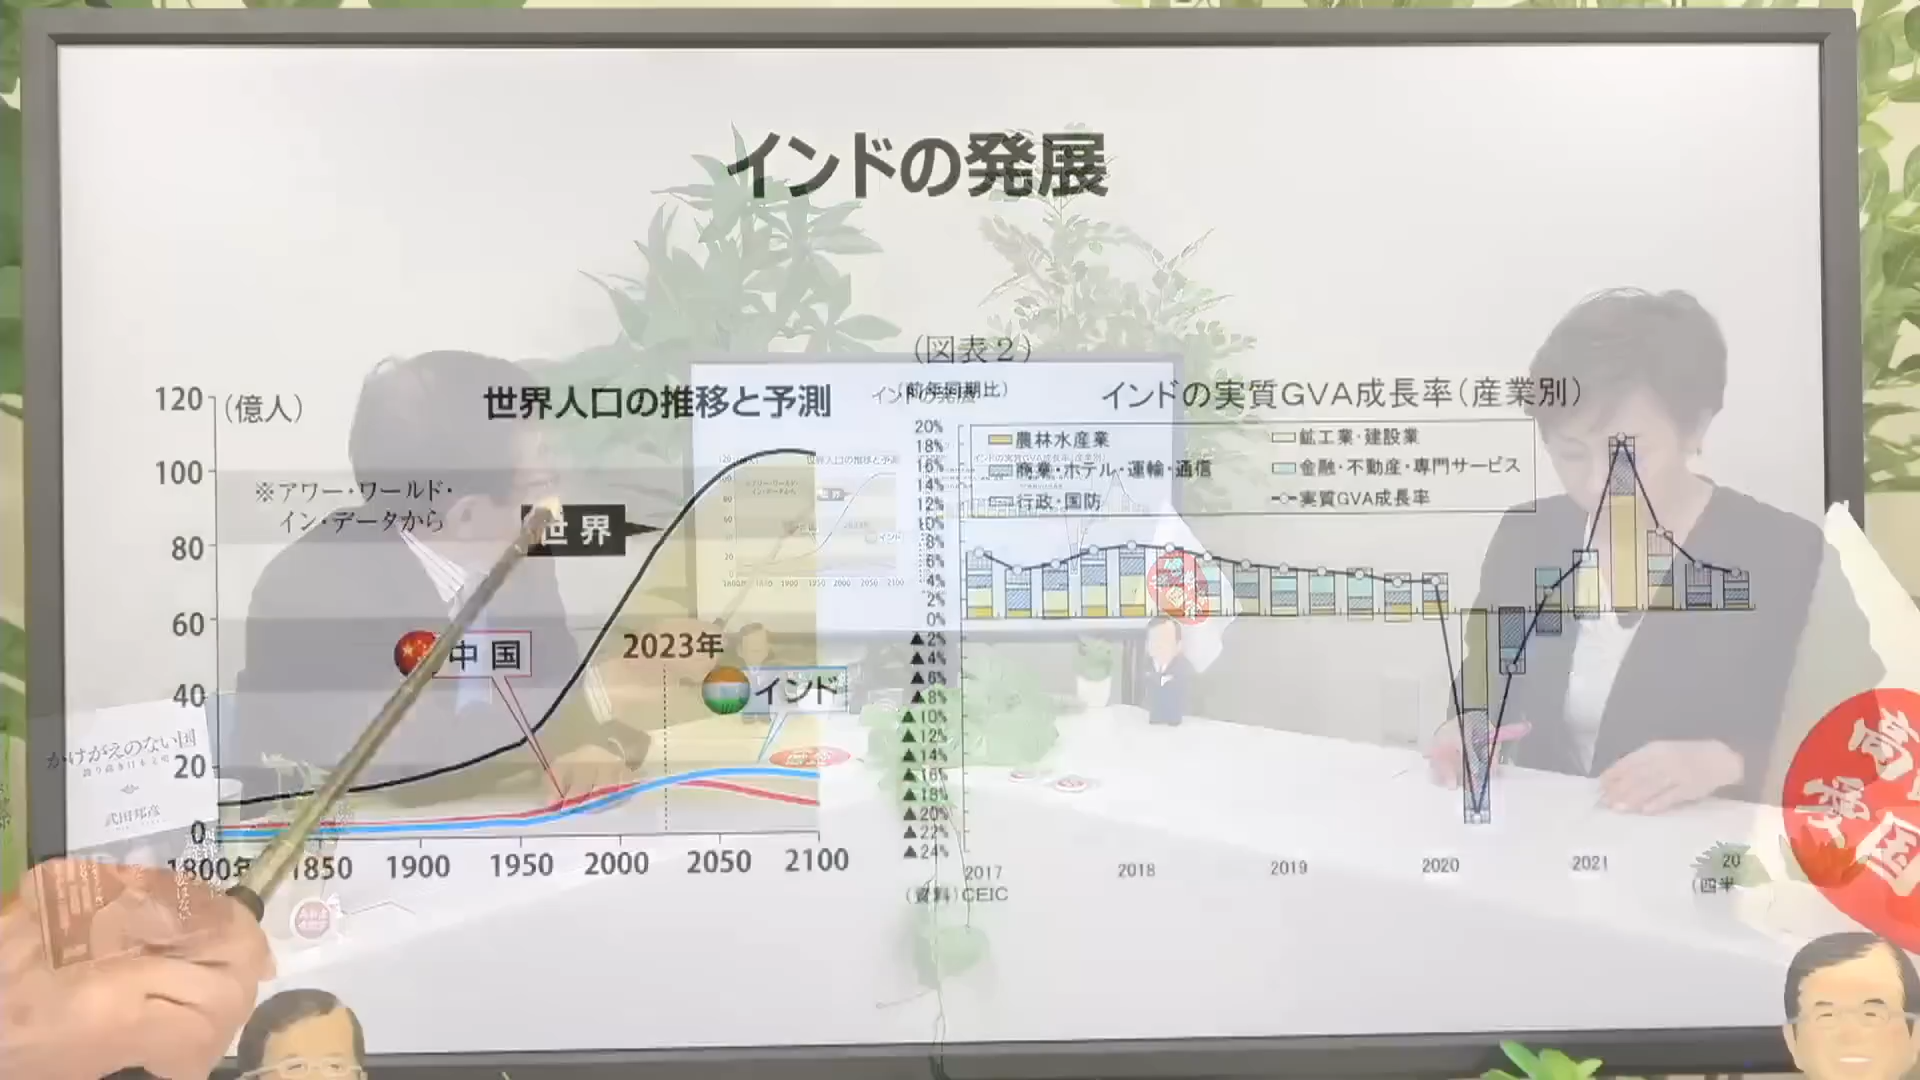 インドの発展
世界人口の推移と予測
120
(億人)
100
80
60
40
20
0
※アワー・ワールド・
イン・データから
世界
中国
2023年
インド
1800年
1850
1900
1950
2000
2050
2100
(図表2)
(前年同期比)
インドの実質GVA成長率(産業別)
農林水産業
鉱工業・建設業
商業・ホテル・運輸・通信
金融・不動産・専門サービス
行政・国防
実質GVA成長率
20%
18%
16%
14%
12%
10%
8%
6%
4%
2%
0%
▲2%
▲4%
▲6%
▲8%
▲10%
▲12%
▲14%
▲16%
▲18%
▲20%
▲22%
▲24%
2017
2018
2019
2020
2021
20
(四半
(資料)CEIC
かけがえのない国
武田邦彦